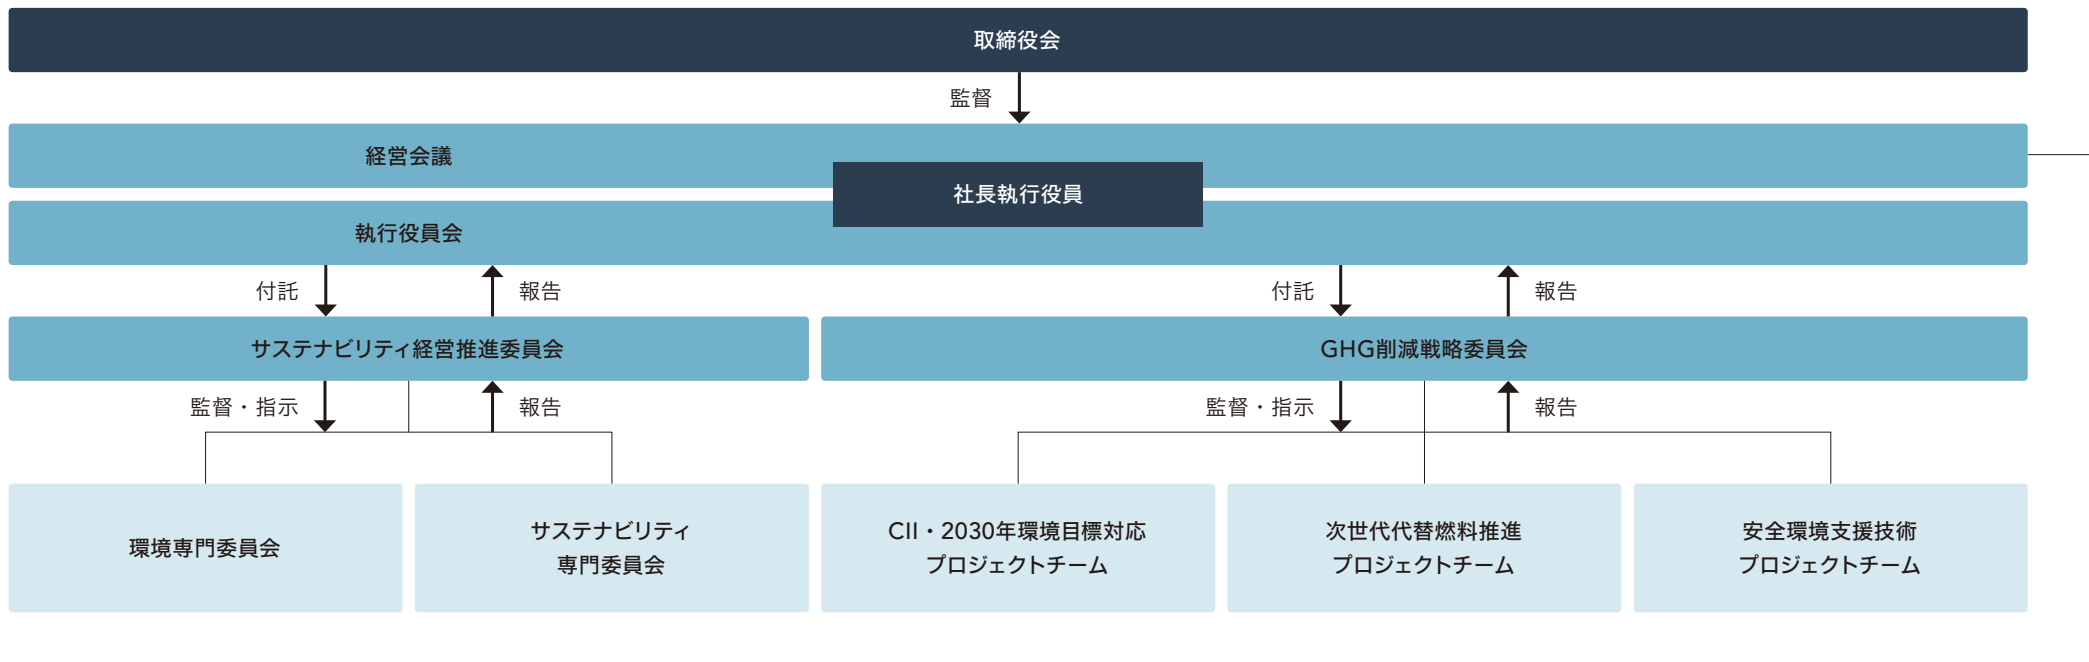 取締役会
監督
経営会議
社長執行役員
執行役員会
付託
報告
付託
報告
サステナビリティ経営推進委員会
GHG削減戦略委員会
監督・指示
報告
監督・指示
報告
環境専門委員会
サステナビリティ
専門委員会
CII・2030年環境目標対応
プロジェクトチーム
次世代代替燃料推進
プロジェクトチーム
安全環境支援技術
プロジェクトチーム